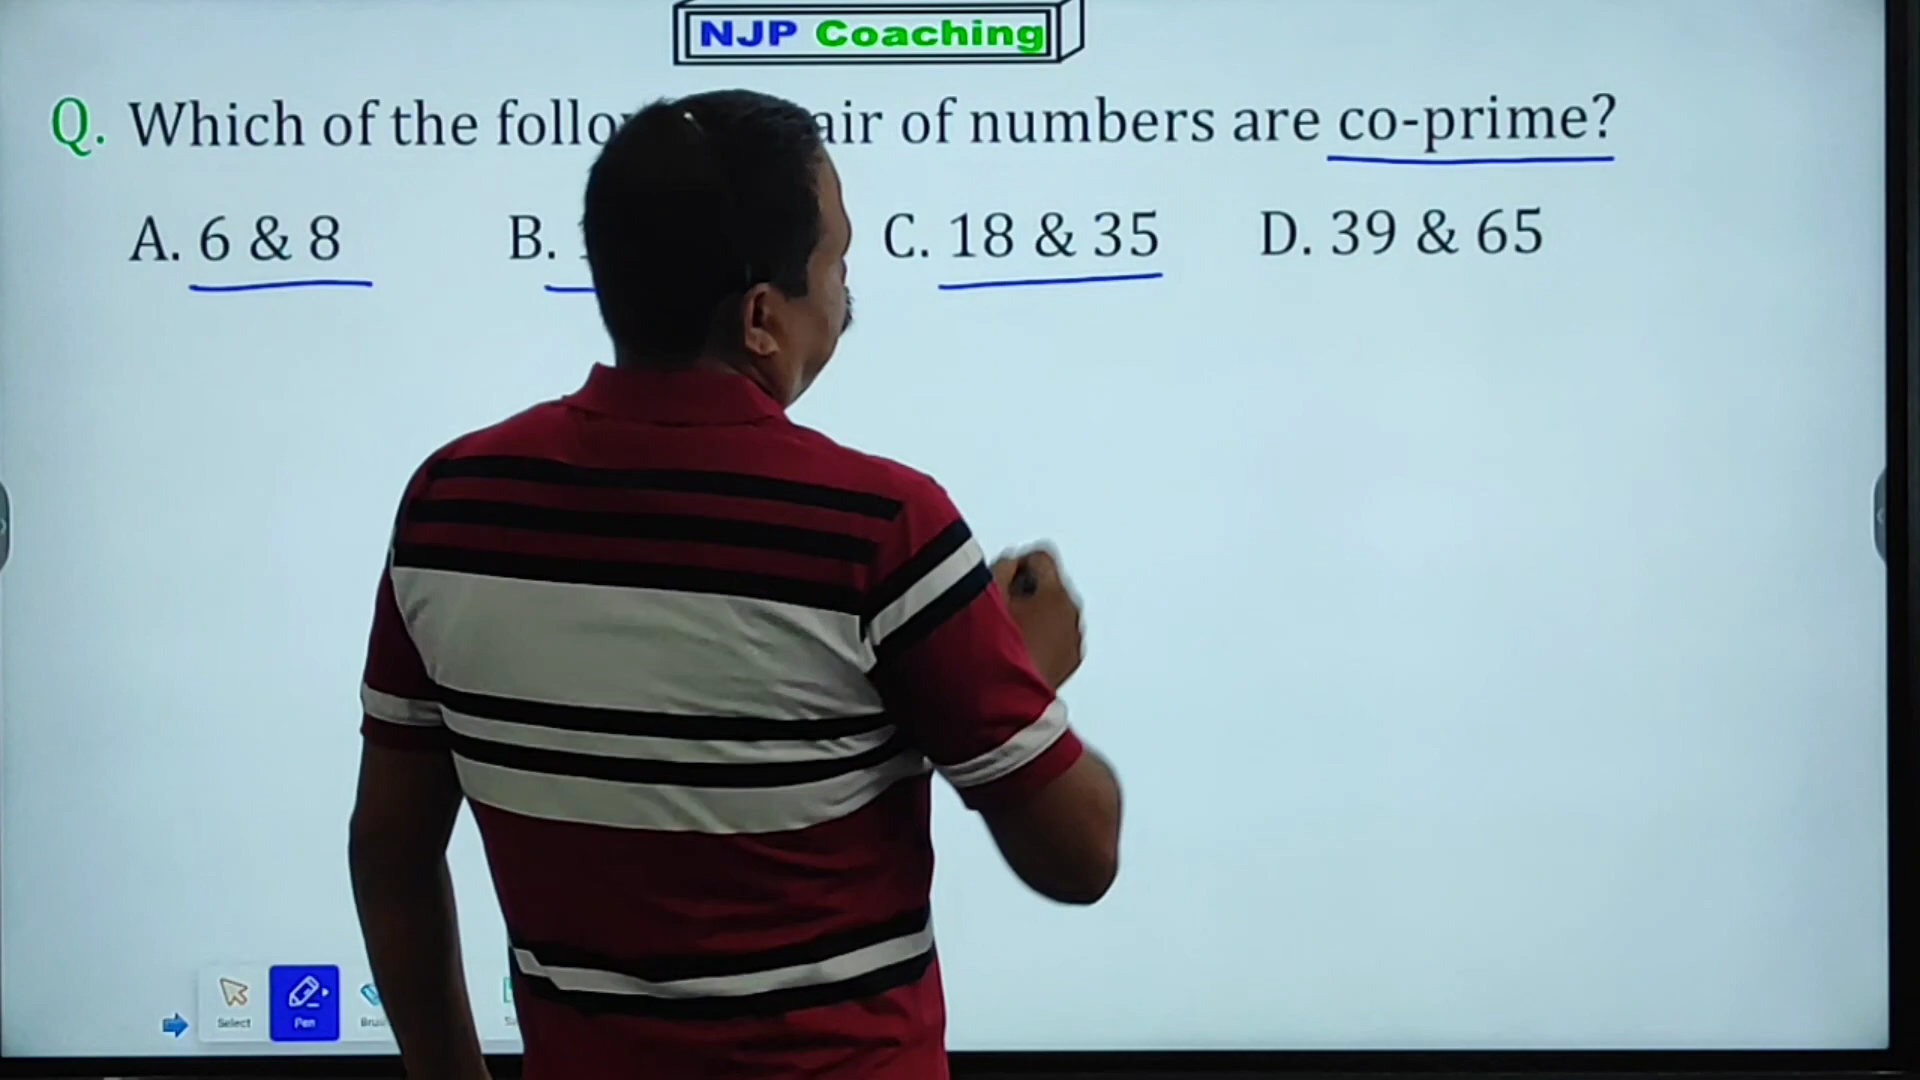 NJP Coaching
Q. Which of the follo air of numbers are co-prime?
A. 6 & 8 B. C. 18 & 35 D. 39 & 65
Select Pen